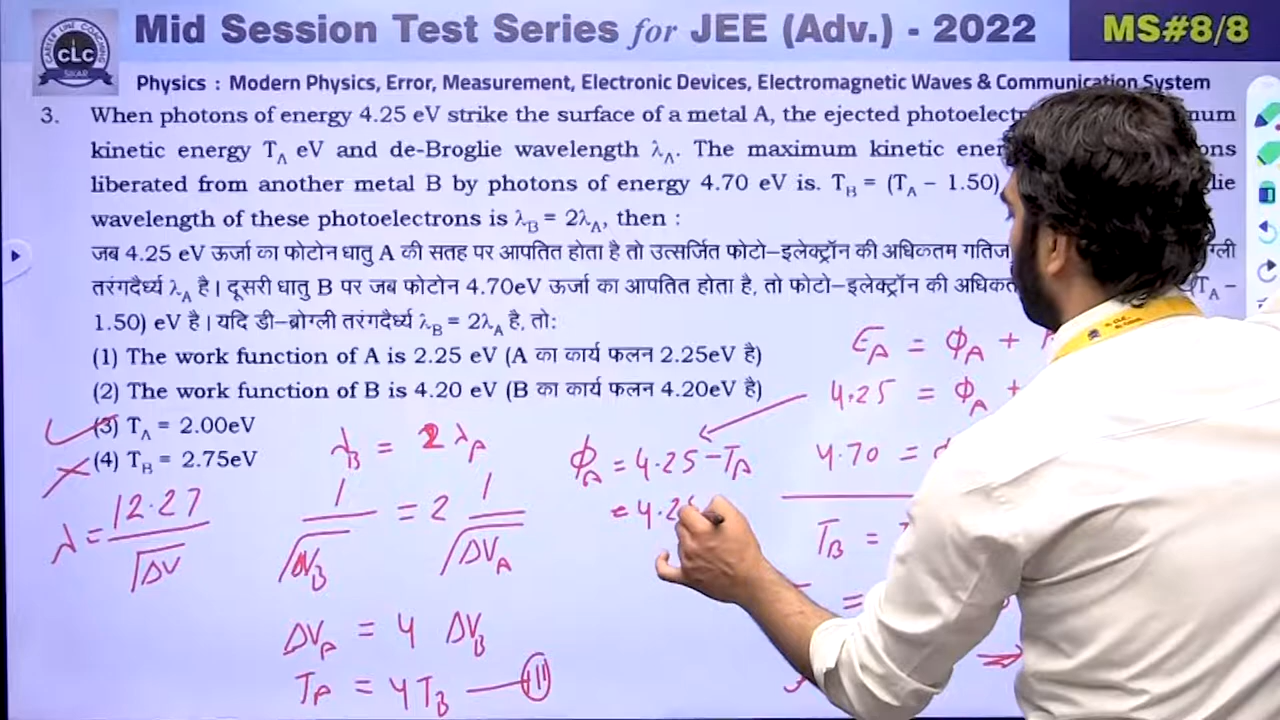 CAREER LINE COACHING
CLC
SIKAR
Mid Session Test Series for JEE (Adv.) - 2022
MS#8/8
Physics : Modern Physics, Error, Measurement, Electronic Devices, Electromagnetic Waves & Communication System
3. When photons of energy 4.25 eV strike the surface of a metal A, the ejected
kinetic energy T_A eV and de-Broglie wavelength λ_A. The maximum kinetic
liberated from another metal B by photons of energy 4.70 eV is. T_B = (T_A – 1.50)
wavelength of these photoelectrons is λ_B = 2λ_A, then :
जब 4.25 eV ऊर्जा का फोटोन धातु A की सतह पर आपतित होता है तो उत्सर्जित फोटो–इलेक्ट्रॉन की अधिकतम
तरंगदैर्ध्य λ_A है। दूसरी धातु B पर जब फोटोन 4.70eV ऊर्जा का आपतित होता है, तो फोटो–इलेक्ट्रॉन की (T_A –
1.50) eV है। यदि डी–ब्रोग्ली तरंगदैर्ध्य λ_B = 2λ_A है, तो:
(1) The work function of A is 2.25 eV (A का कार्य फलन 2.25eV है)
(2) The work function of B is 4.20 eV (B का कार्य फलन 4.20eV है)
(3) T_A = 2.00eV
(4) T_B = 2.75eV
λ = 12.27 / √ΔV
λ_B = 2 λ_A
1/√ΔV_B = 2 1/√ΔV_A
ΔV_A = 4 ΔV_B
T_A = 4T_B — (11)
φ_A = 4.25 – T_A
= 4.2
E_A = φ_A +
4.25 = φ_A +
4.70 =
T_B =